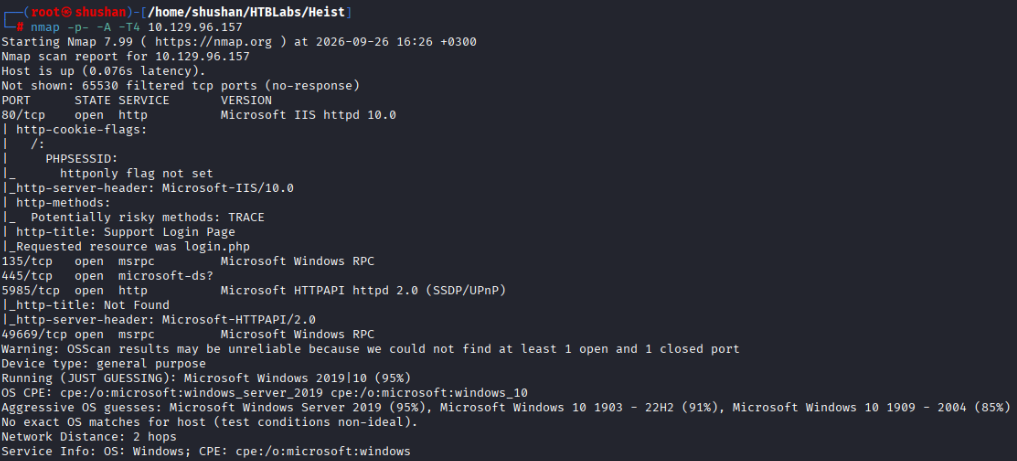 ┌──(root㉿shushan)-[/home/shushan/HTBLabs/Heist]
└─# nmap -p- -A -T4 10.129.96.157
Starting Nmap 7.99 ( https://nmap.org ) at 2026-09-26 16:26 +0300
Nmap scan report for 10.129.96.157
Host is up (0.076s latency).
Not shown: 65530 filtered tcp ports (no-response)
PORT      STATE SERVICE       VERSION
80/tcp    open  http          Microsoft IIS httpd 10.0
| http-cookie-flags:
|   /:
|     PHPSESSID:
|_      httponly flag not set
|_http-server-header: Microsoft-IIS/10.0
| http-methods:
|_  Potentially risky methods: TRACE
| http-title: Support Login Page
|_Requested resource was login.php
135/tcp   open  msrpc         Microsoft Windows RPC
445/tcp   open  microsoft-ds?
5985/tcp  open  http          Microsoft HTTPAPI httpd 2.0 (SSDP/UPnP)
|_http-title: Not Found
|_http-server-header: Microsoft-HTTPAPI/2.0
49669/tcp open  msrpc         Microsoft Windows RPC
Warning: OSScan results may be unreliable because we could not find at least 1 open and 1 closed port
Device type: general purpose
Running (JUST GUESSING): Microsoft Windows 2019|10 (95%)
OS CPE: cpe:/o:microsoft:windows_server_2019 cpe:/o:microsoft:windows_10
Aggressive OS guesses: Microsoft Windows Server 2019 (95%), Microsoft Windows 10 1903 - 22H2 (91%), Microsoft Windows 10 1909 - 2004 (85%)
No exact OS matches for host (test conditions non-ideal).
Network Distance: 2 hops
Service Info: OS: Windows; CPE: cpe:/o:microsoft:windows